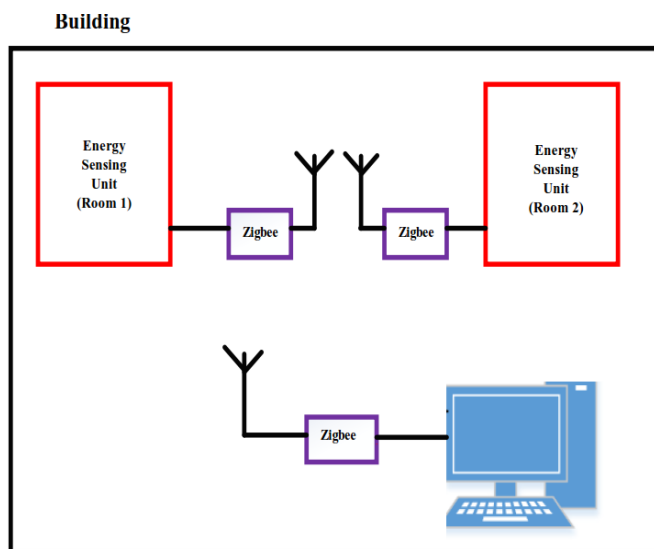 Building
Energy
Sensing
Unit
(Room 1)
Zigbee
Zigbee
Energy
Sensing
Unit
(Room 2)
Zigbee